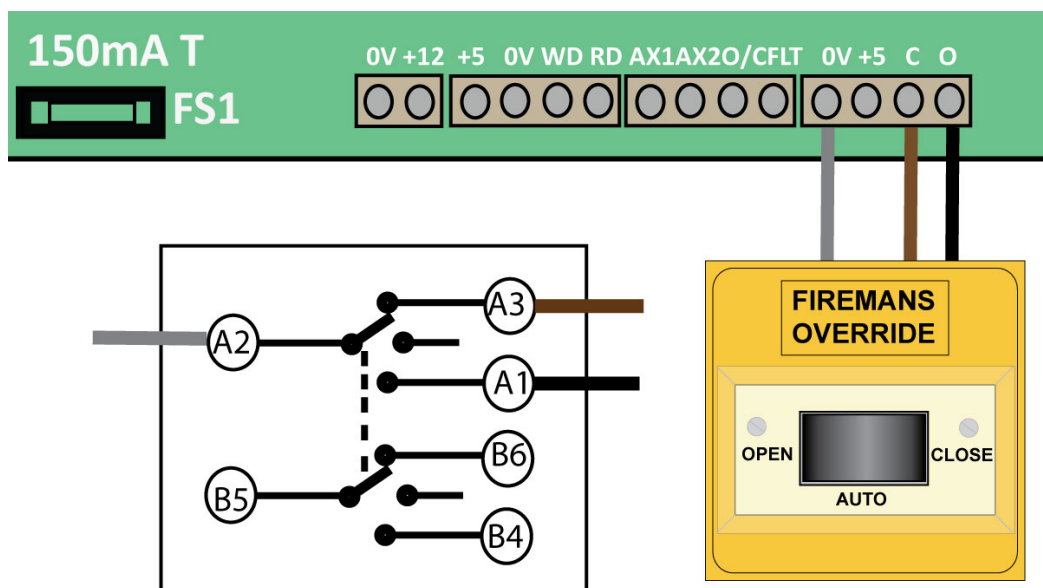 150mA T
FS1
0V +12 +5 0V WD RD AX1AX2O/CFLT 0V +5 C O
A2
A3
A1
B5
B6
B4
FIREMANS
OVERRIDE
OPEN
CLOSE
AUTO